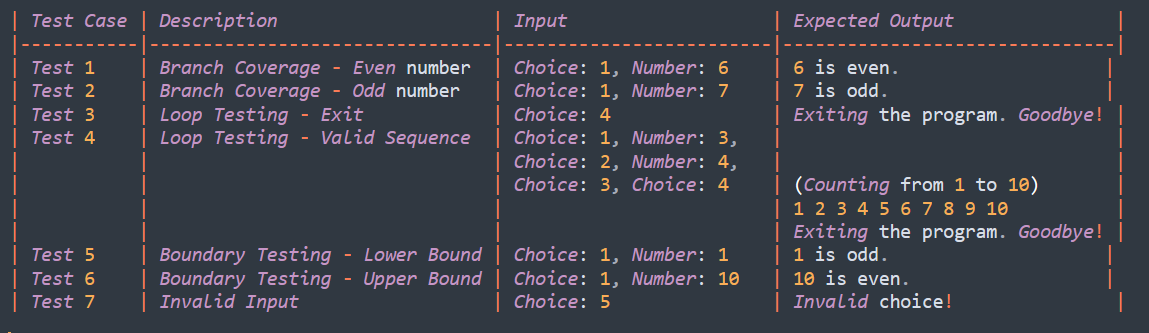 | Test Case | Description | Input | Expected Output |
|-----------|--------------------------------|-------------------------|-------------------------------|
| Test 1 | Branch Coverage - Even number | Choice: 1, Number: 6 | 6 is even. |
| Test 2 | Branch Coverage - Odd number | Choice: 1, Number: 7 | 7 is odd. |
| Test 3 | Loop Testing - Exit | Choice: 4 | Exiting the program. Goodbye! |
| Test 4 | Loop Testing - Valid Sequence | Choice: 1, Number: 3, | |
| | | Choice: 2, Number: 4, | |
| | | Choice: 3, Choice: 4 | (Counting from 1 to 10) |
| | | | 1 2 3 4 5 6 7 8 9 10 |
| | | | Exiting the program. Goodbye! |
| Test 5 | Boundary Testing - Lower Bound | Choice: 1, Number: 1 | 1 is odd. |
| Test 6 | Boundary Testing - Upper Bound | Choice: 1, Number: 10 | 10 is even. |
| Test 7 | Invalid Input | Choice: 5 | Invalid choice! |